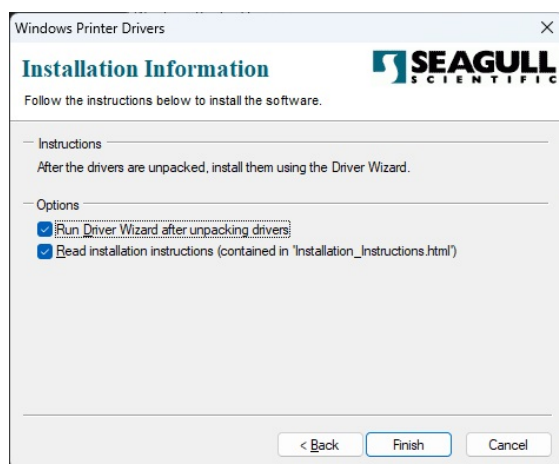 Windows Printer Drivers
Installation Information
SEAGULL
SCIENTIFIC
Follow the instructions below to install the software.
Instructions
After the drivers are unpacked, install them using the Driver Wizard.
Options
Run Driver Wizard after unpacking drivers
Read installation instructions (contained in 'Installation_Instructions.html')
< Back
Finish
Cancel